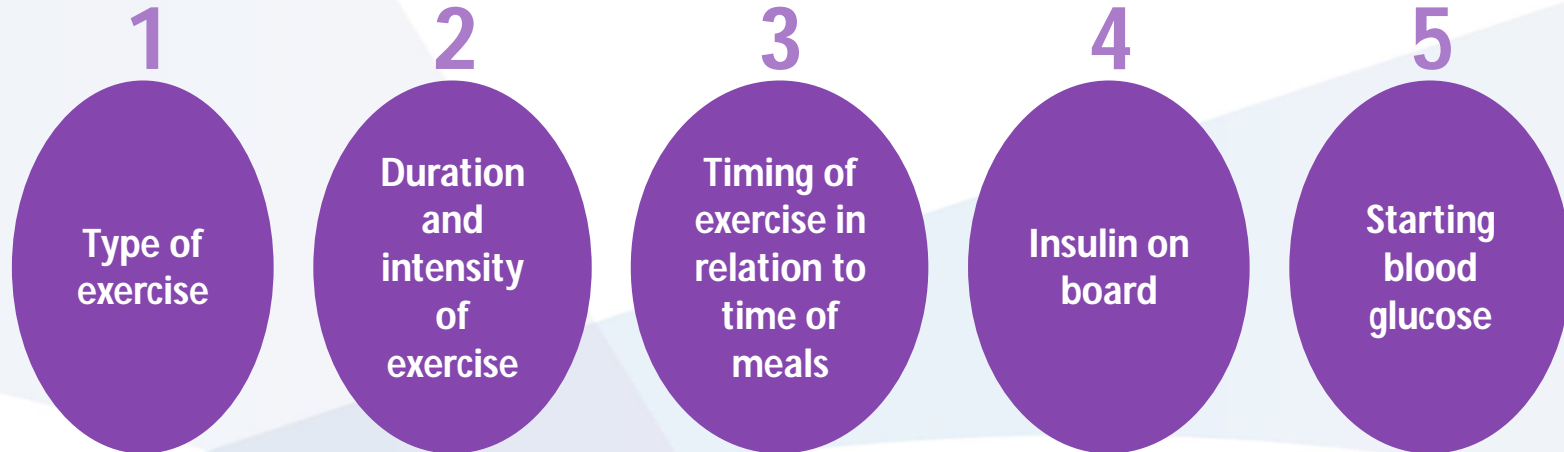 1
2
3
4
5
Type of
exercise
Duration
and
intensity
of
exercise
Timing of
exercise in
relation to
time of
meals
Insulin on
board
Starting
blood
glucose